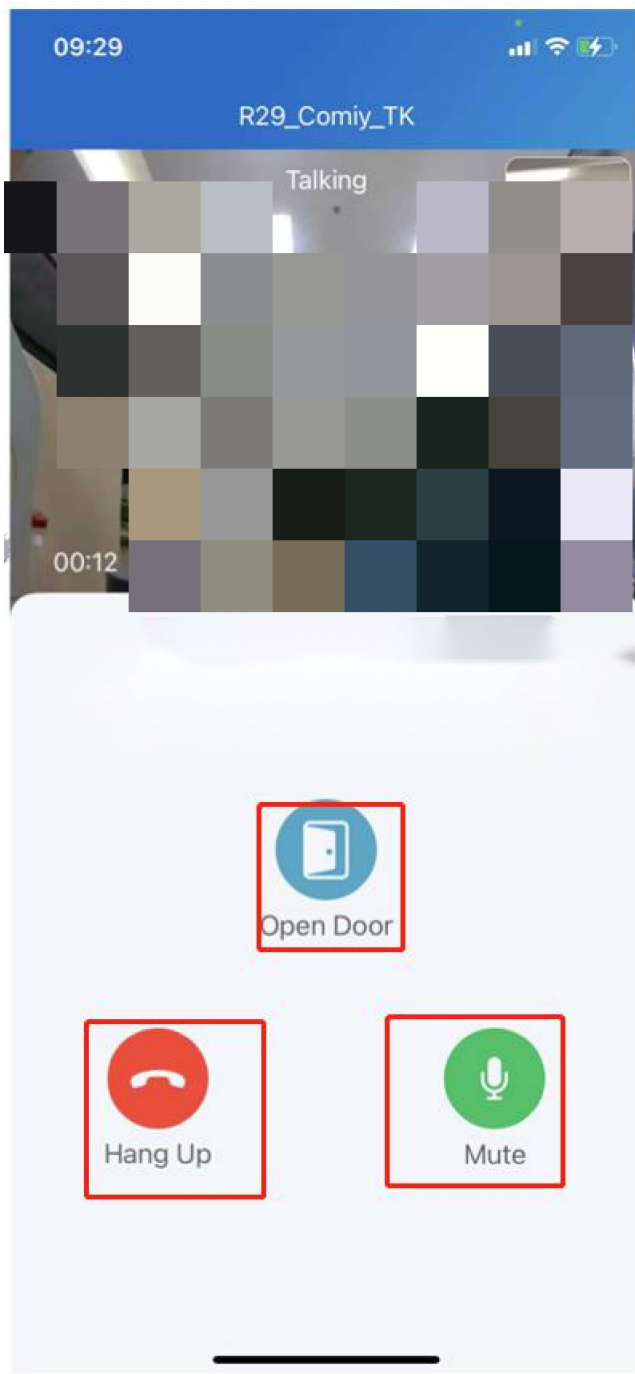 09:29
R29_Comiy_TK
Talking
00:12
Open Door
Hang Up
Mute